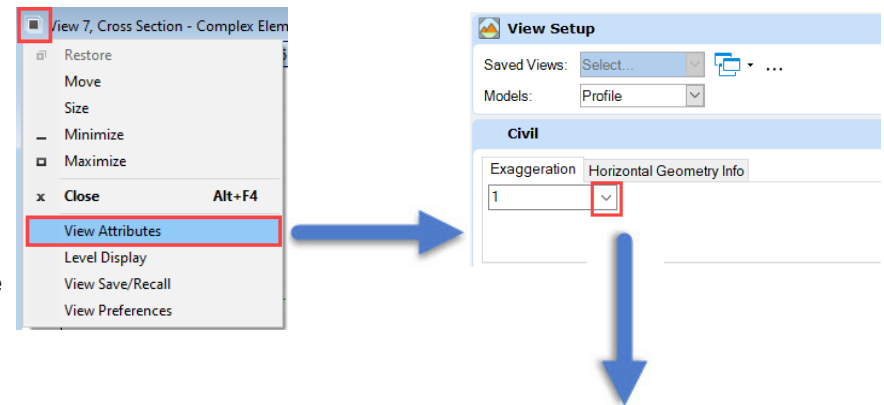 View 7, Cross Section - Complex Elem
Restore
Move
Size
Minimize
Maximize
Close Alt+F4
View Attributes
Level Display
View Save/Recall
View Preferences
View Setup
Saved Views: Select... ...
Models: Profile
Civil
Exaggeration Horizontal Geometry Info
1